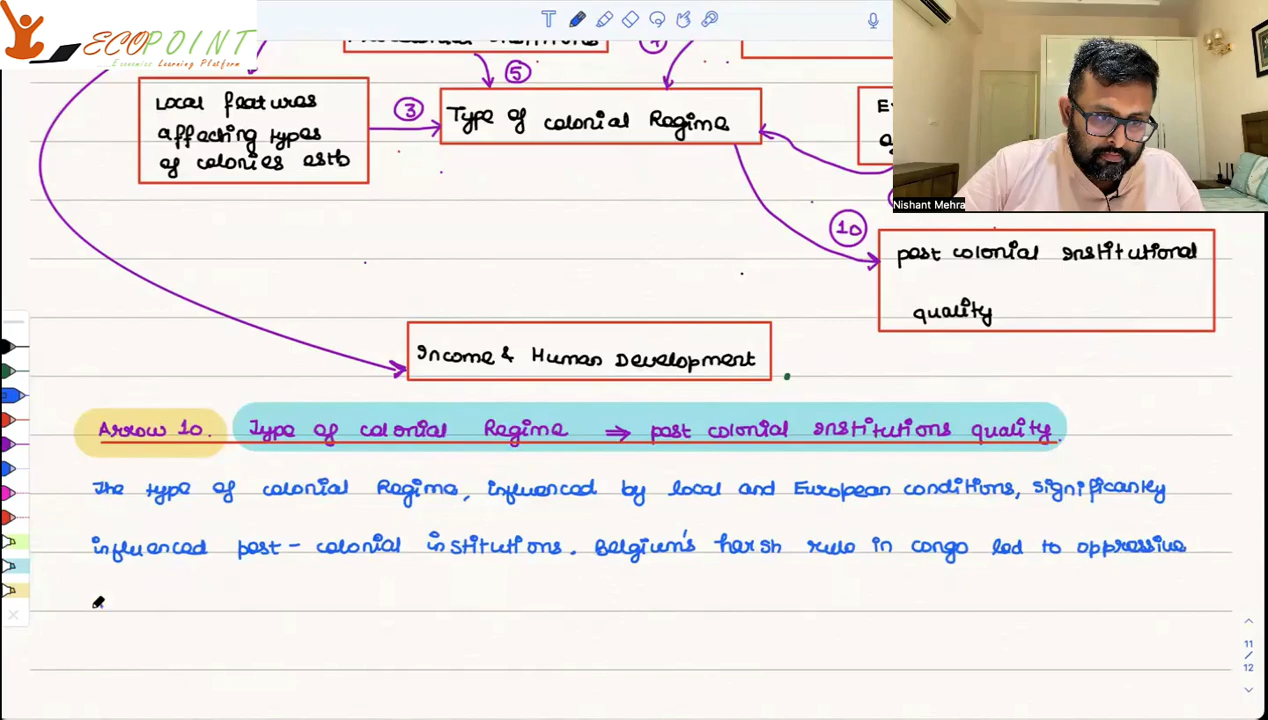 ECOPOINT
Economics Learning Platform
4
5
Local features
affecting types
of colonies estb
3
Type of colonial Regime
Nishant Mehra
10
post colonial institutional
quality
Income & Human Development
Arrow 10. Type of colonial Regime ⇒ post colonial institutions quality.
The type of colonial Regime, influenced by local and European conditions, significantly
influenced post - colonial institutions. Belgium's harsh rule in congo led to oppressive
11
/
12